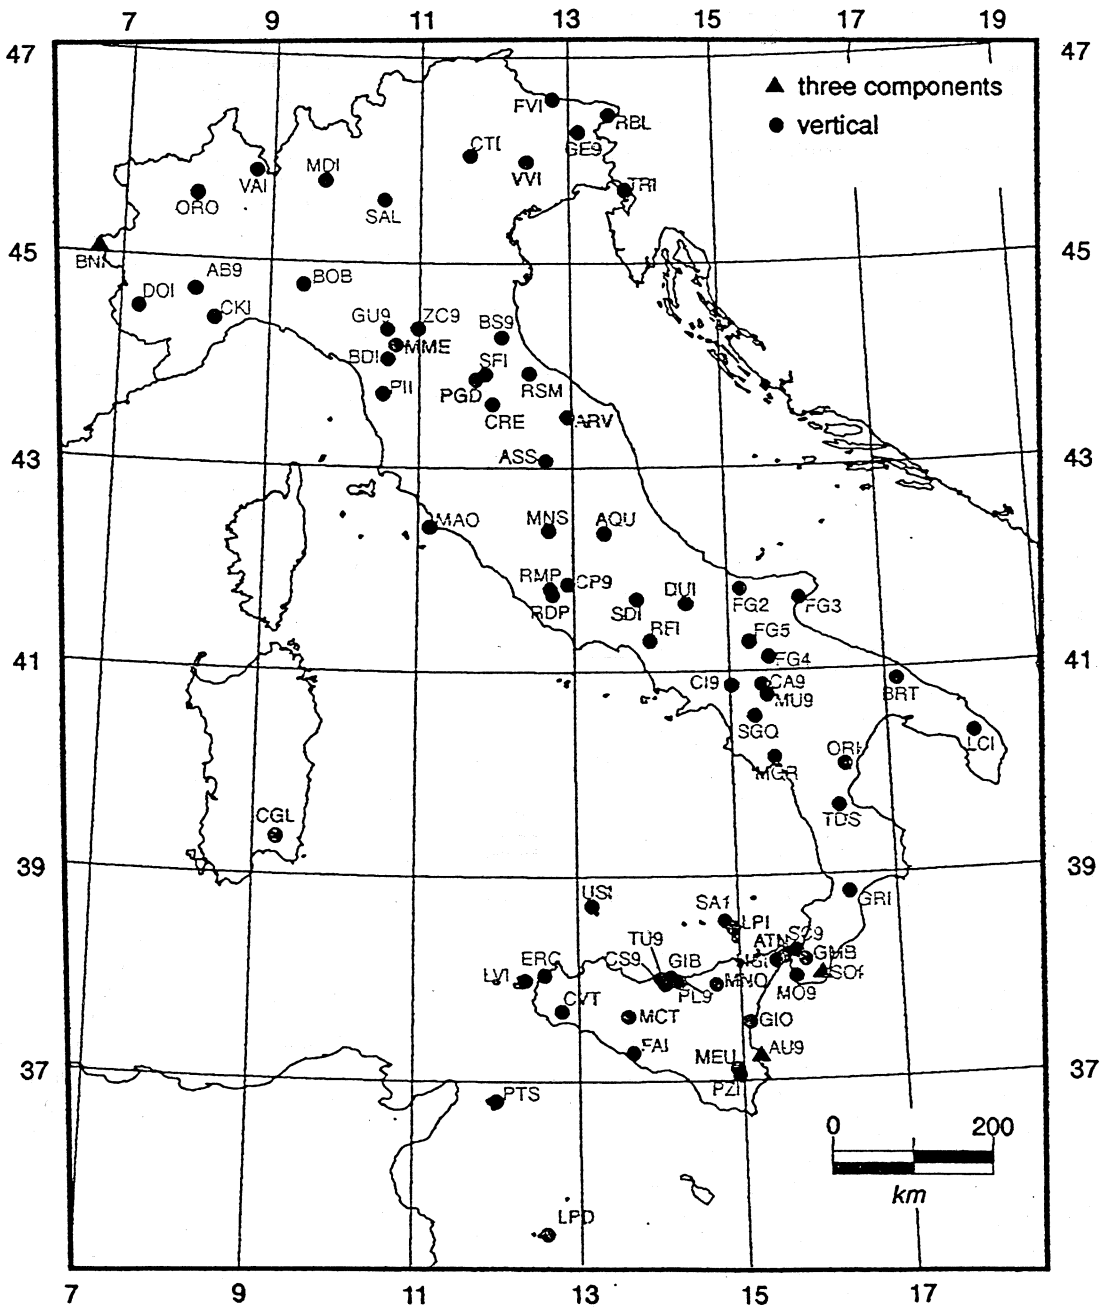 7 9 11 13 15 17 19
47 47
▲ three components
● vertical
FVI
RBL
GE9
CTI
VVI
MDI
VAI
TRI
ORO
SAL
45 45
BNI
AB9
BOB
DOI
CKI
GU9
ZC9
BS9
MME
BDI
SFI
PII
PGD
RSM
CRE
ARV
43 43
ASS
MAO
MNS
AQU
RMP
CP9
RDP
SDI
DUI
FG2
FG3
RFI
FG5
FG4
41 41
CI9
CA9
MU9
BRT
SGO
LCI
MGR
ORI
TDS
CGL
39 39
USI
GRI
SA1
LPI
TU9
ATN
SC9
ERC
CS9
GIB
GMB
LVI
MNO
SOI
PL9
MO9
CVT
MCT
GIO
FAI
MEU
AU9
37 37
PZI
PTS
0 200
km
LPD
7 9 11 13 15 17